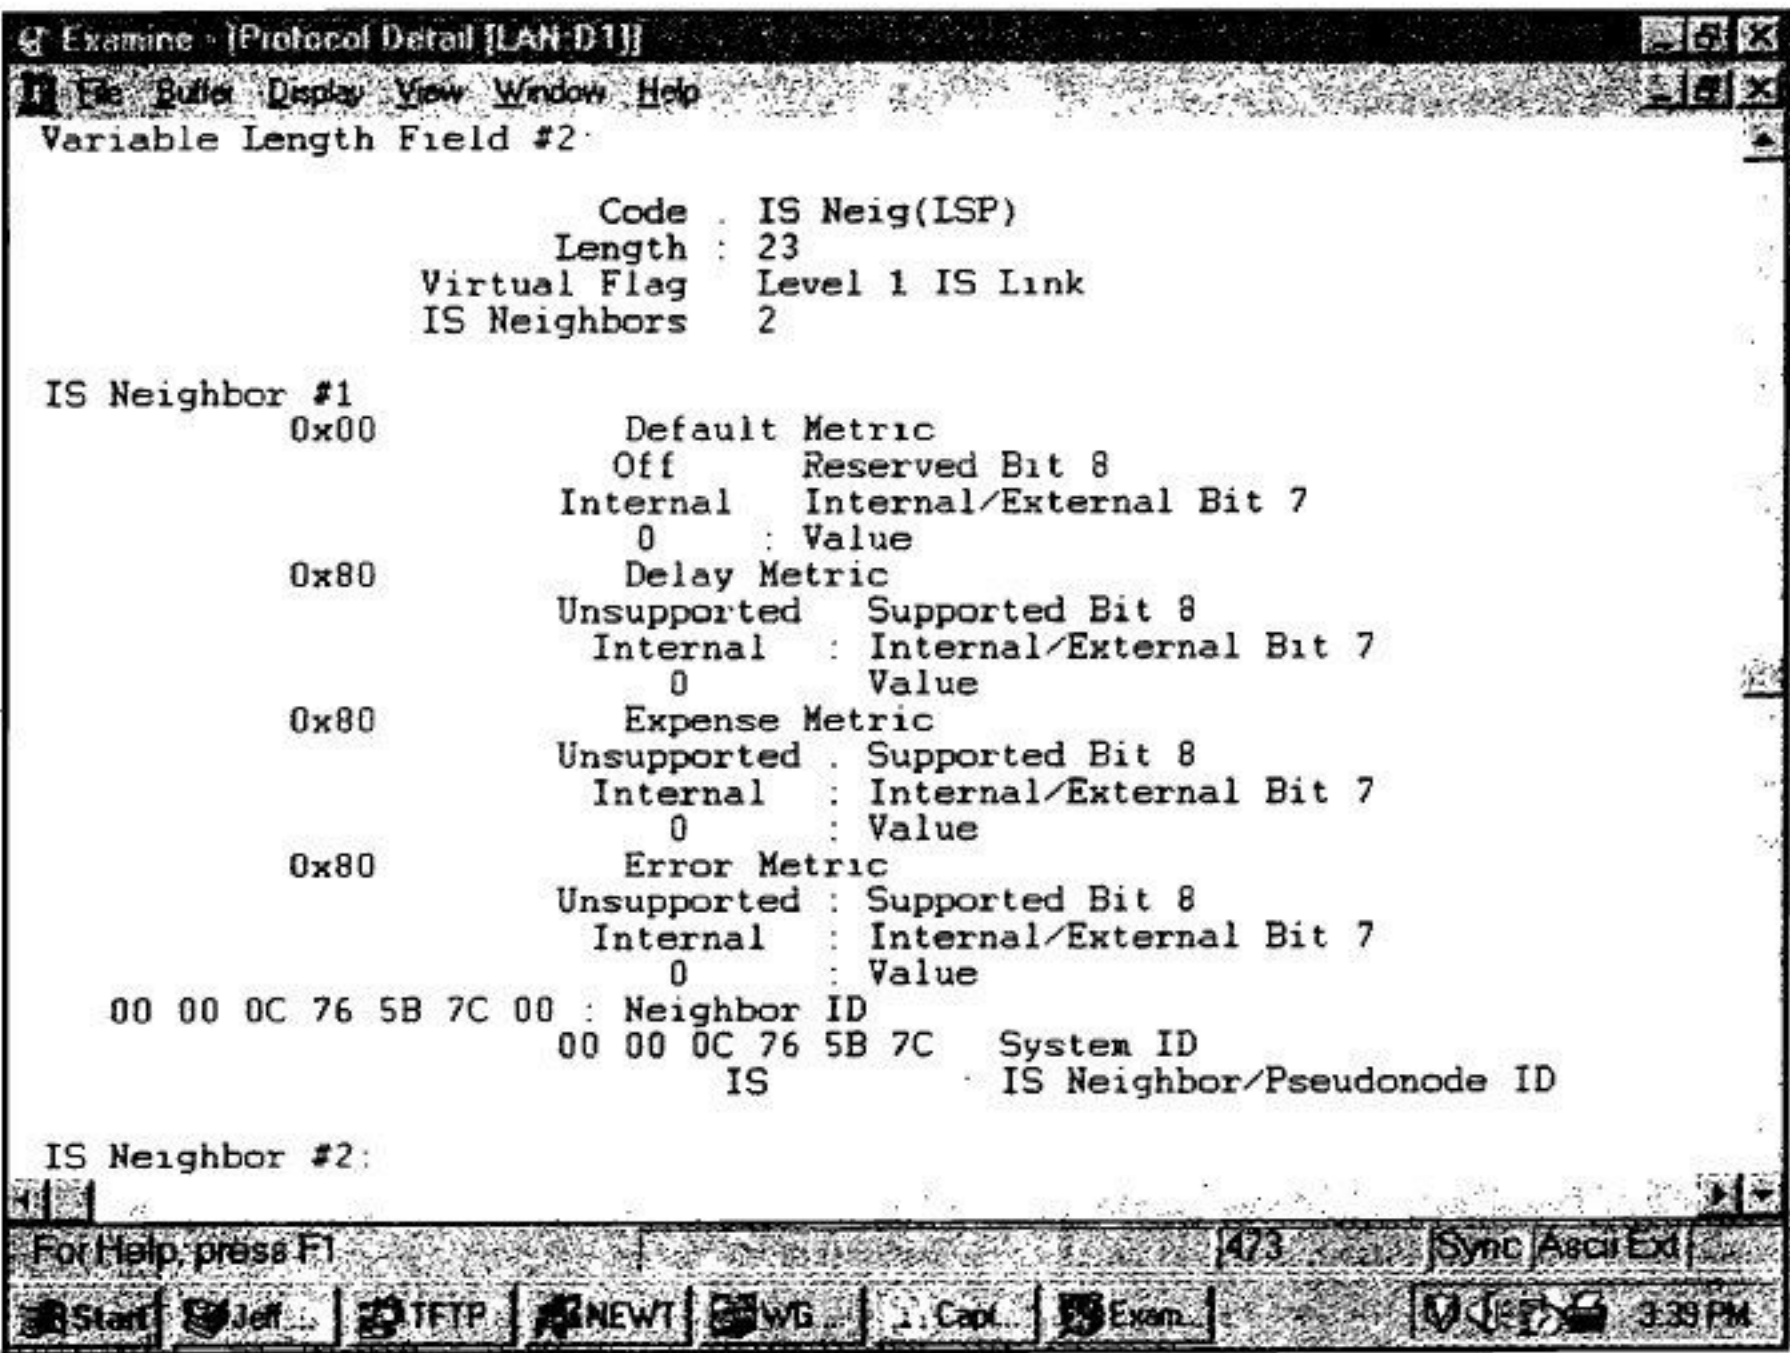 Examine - [Protocol Detail [LAN:D1]]
File Buffer Display View Window Help
Variable Length Field #2:
Code . IS Neig(LSP)
Length : 23
Virtual Flag Level 1 IS Link
IS Neighbors 2
IS Neighbor #1
0x00 Default Metric
Off Reserved Bit 8
Internal Internal/External Bit 7
0 : Value
0x80 Delay Metric
Unsupported Supported Bit 8
Internal : Internal/External Bit 7
0 Value
0x80 Expense Metric
Unsupported . Supported Bit 8
Internal : Internal/External Bit 7
0 : Value
0x80 Error Metric
Unsupported : Supported Bit 8
Internal : Internal/External Bit 7
0 : Value
00 00 0C 76 5B 7C 00 : Neighbor ID
00 00 0C 76 5B 7C System ID
IS · IS Neighbor/Pseudonode ID
IS Neighbor #2:
For Help, press F1 473 Sync Ascii Ext
Start Jeff ... TFTP NEWT WG ... Capt... Exam... 3:39 PM